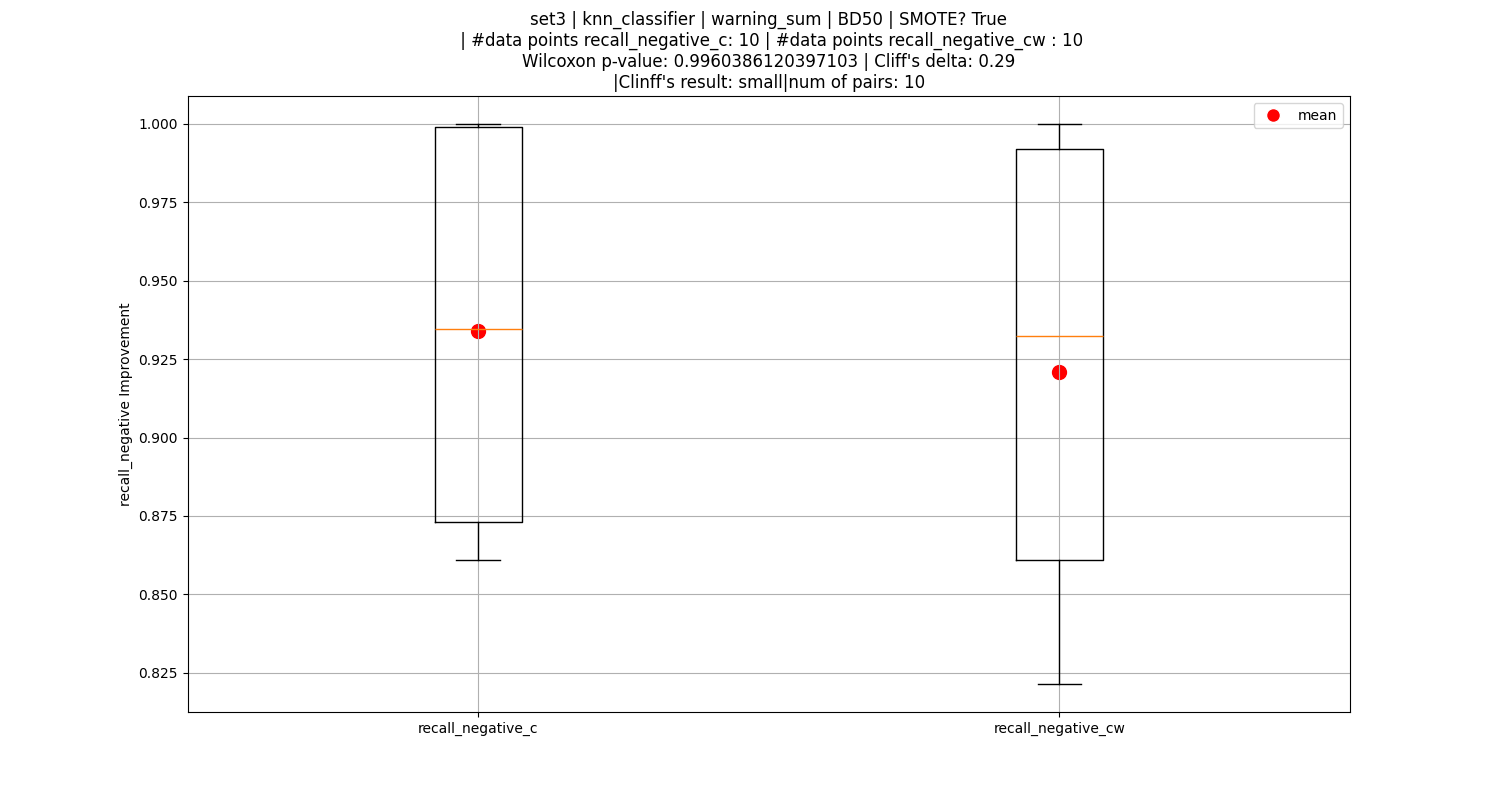 set3 | knn_classifier | warning_sum | BD50 | SMOTE? True
| #data points recall_negative_c: 10 | #data points recall_negative_cw : 10
Wilcoxon p-value: 0.9960386120397103 | Cliff's delta: 0.29
|Clinff's result: small|num of pairs: 10
mean
1.000
0.975
0.950
0.925
0.900
0.875
0.850
0.825
recall_negative Improvement
recall_negative_c
recall_negative_cw